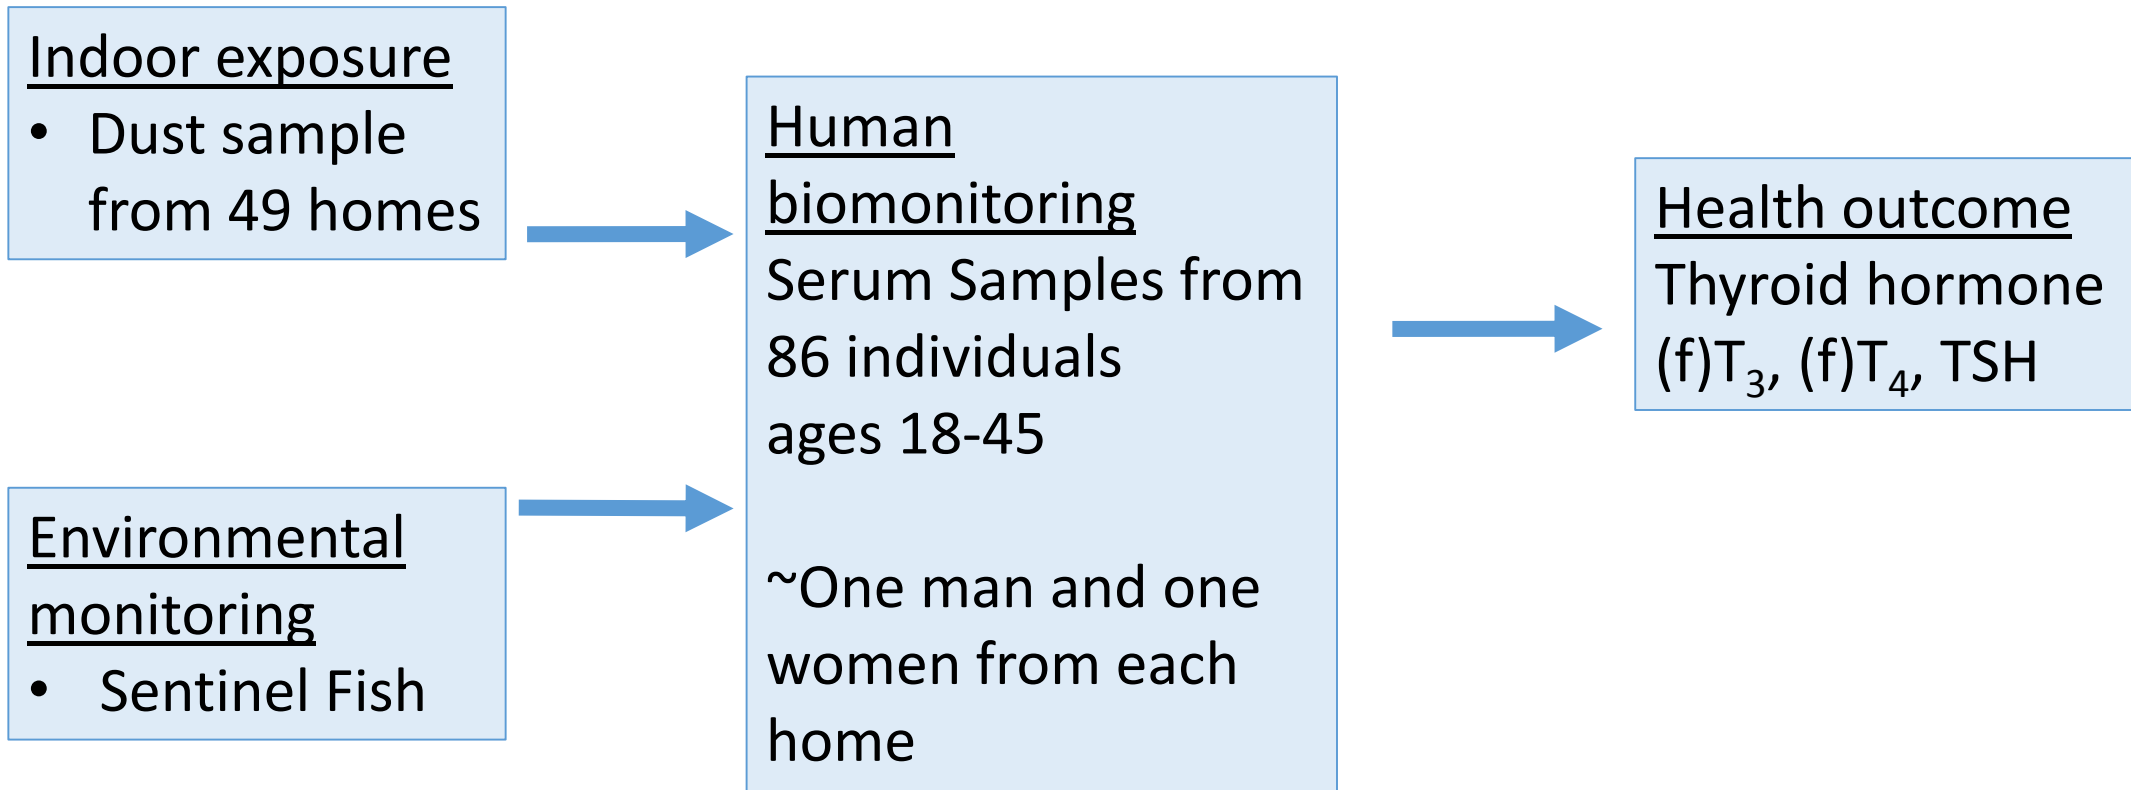 Indoor exposure
• Dust sample
from 49 homes
Environmental
monitoring
• Sentinel Fish
Human
biomonitoring
Serum Samples from
86 individuals
ages 18-45
~One man and one
women from each
home
Health outcome
Thyroid hormone
(f)T₃, (f)T₄, TSH